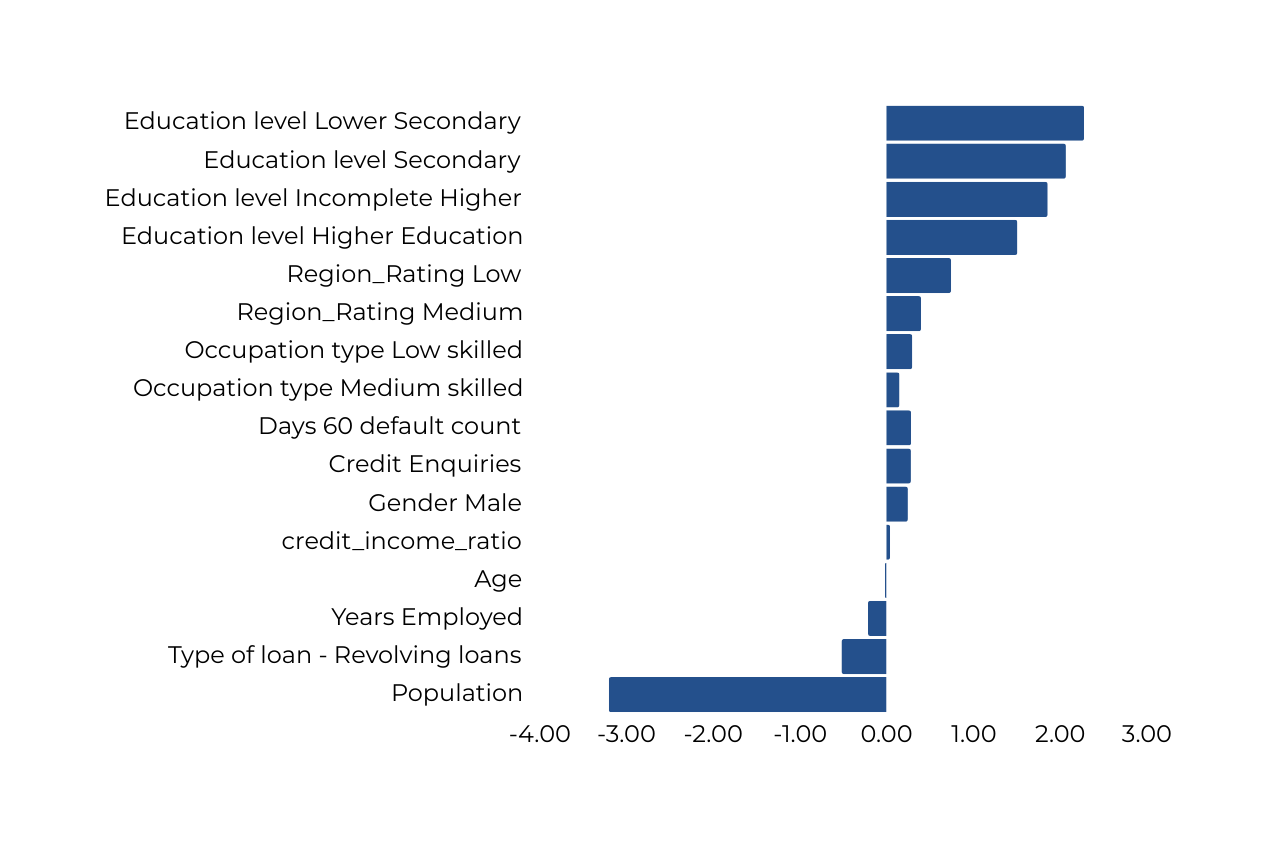 Education level Lower Secondary
Education level Secondary
Education level Incomplete Higher
Education level Higher Education
Region_Rating Low
Region_Rating Medium
Occupation type Low skilled
Occupation type Medium skilled
Days 60 default count
Credit Enquiries
Gender Male
credit_income_ratio
Age
Years Employed
Type of loan - Revolving loans
Population
-4.00 -3.00 -2.00 -1.00 0.00 1.00 2.00 3.00